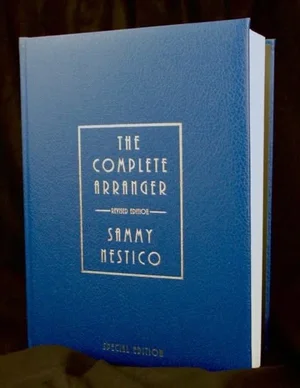 THE
COMPLETE
ARRANGER
REVISED EDITION
SAMMY
NESTICO
SPECIAL EDITION